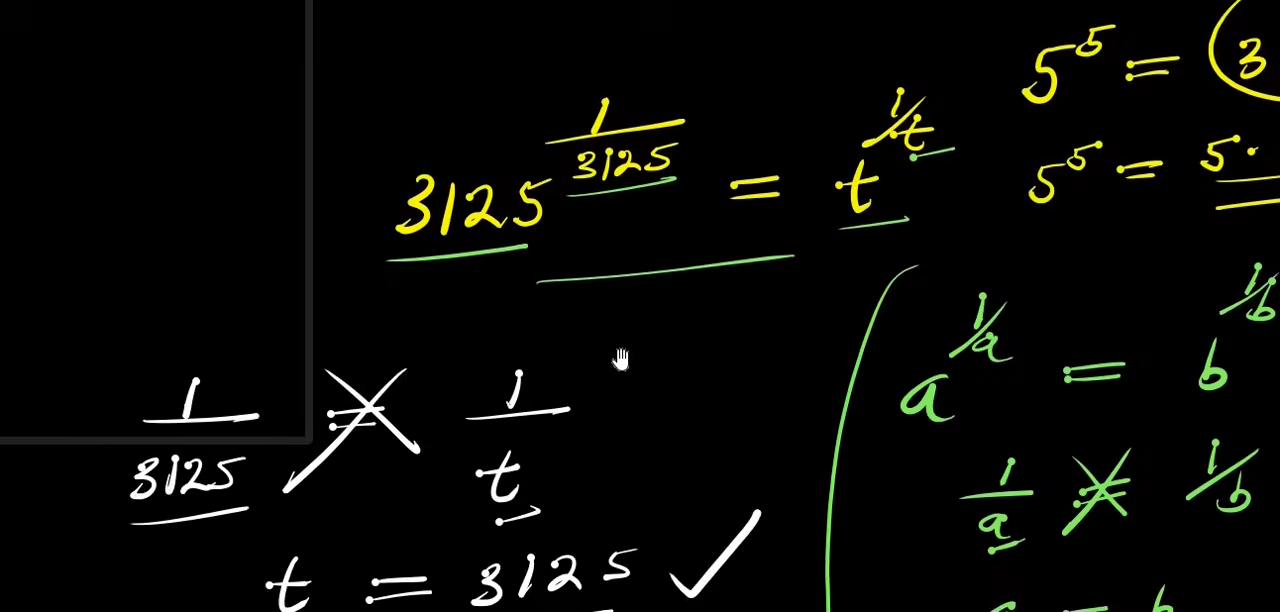 3125^(1/3125) = t^(1/t)
5^5 = 3
5^5 = 5.
1/3125 = 1/t
t = 3125 ✓
a^(1/a) = b^(1/b)
1/a = 1/b